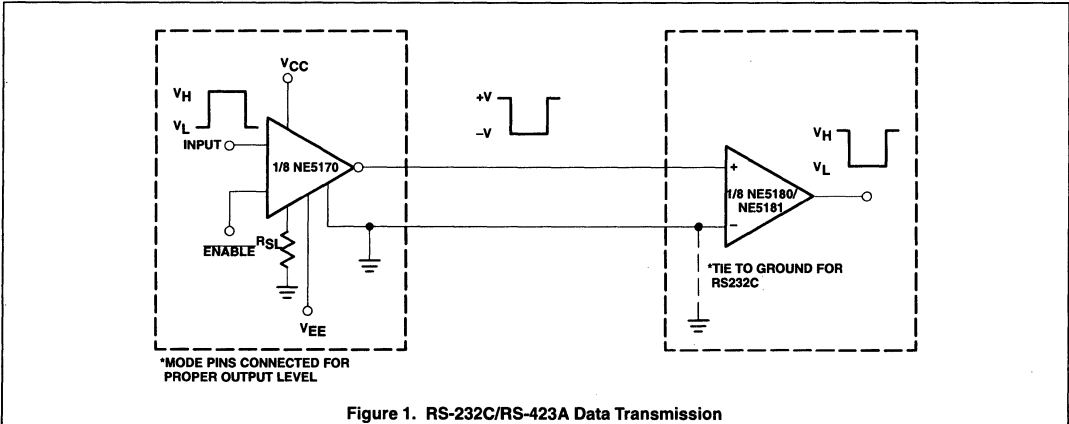 VCC
VH
VL
INPUT
1/8 NE5170
ENABLE
RSL
VEE
*MODE PINS CONNECTED FOR
PROPER OUTPUT LEVEL
+V
–V
+
1/8 NE5180/
NE5181
–
VH
VL
*TIE TO GROUND FOR
RS232C
Figure 1. RS-232C/RS-423A Data Transmission